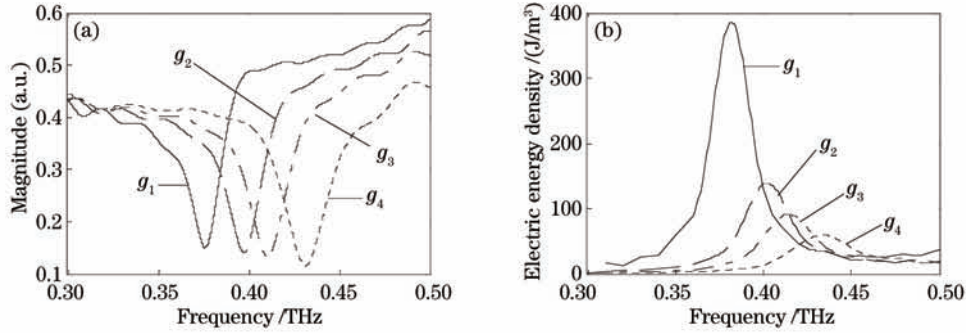 (a)
Magnitude (a.u.)
0.6
0.5
0.4
0.3
0.2
0.1
g1
g2
g3
g4
0.30
0.35
0.40
0.45
0.50
Frequency /THz
(b)
Electric energy density /(J/m³)
400
300
200
100
0
g1
g2
g3
g4
0.30
0.35
0.40
0.45
0.50
Frequency /THz